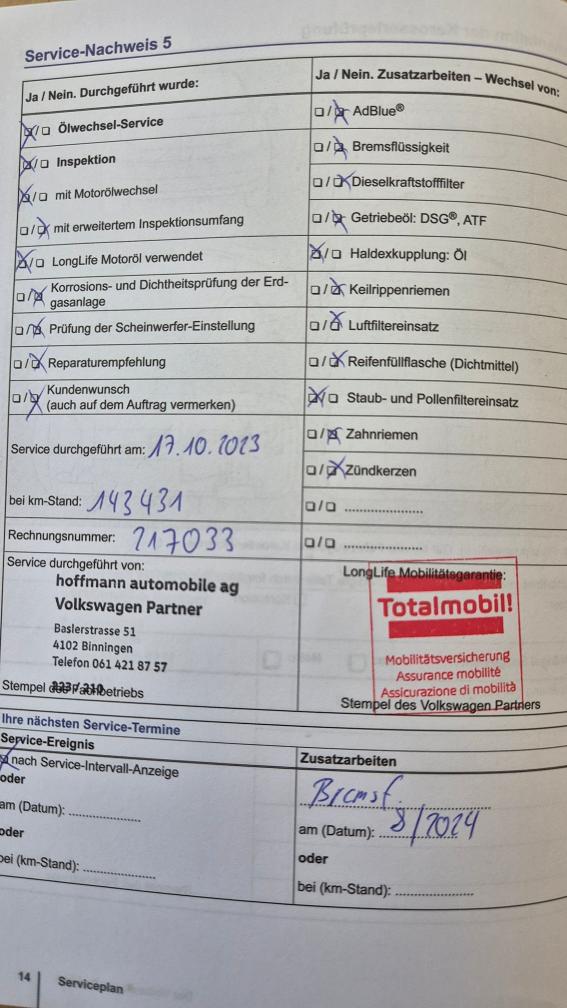 Service-Nachweis 5
Ja / Nein. Durchgeführt wurde:
☒/☐ Ölwechsel-Service
☒/☐ Inspektion
☒/☐ mit Motorölwechsel
☐/☒ mit erweitertem Inspektionsumfang
☒/☐ LongLife Motoröl verwendet
☐/☒ Korrosions- und Dichtheitsprüfung der Erd-
gasanlage
☐/☒ Prüfung der Scheinwerfer-Einstellung
☐/☒ Reparaturempfehlung
☐/☒ Kundenwunsch
(auch auf dem Auftrag vermerken)
Service durchgeführt am: 17.10.2023
bei km-Stand: 143431
Rechnungsnummer: 217033
Service durchgeführt von:
hoffmann automobile ag
Volkswagen Partner
Baslerstrasse 51
4102 Binningen
Telefon 061 421 87 57
Stempel des Fachbetriebs
Ja / Nein. Zusatzarbeiten – Wechsel von:
☐/☒ AdBlue®
☐/☒ Bremsflüssigkeit
☐/☒ Dieselkraftstofffilter
☐/☒ Getriebeöl: DSG®, ATF
☒/☐ Haldexkupplung: Öl
☐/☒ Keilrippenriemen
☐/☒ Luftfiltereinsatz
☐/☒ Reifenfüllflasche (Dichtmittel)
☒/☐ Staub- und Pollenfiltereinsatz
☐/☒ Zahnriemen
☐/☒ Zündkerzen
☐/☐ ......................
☐/☐ ......................
LongLife Mobilitätsgarantie:
Totalmobil!
Mobilitätsversicherung
Assurance mobilité
Assicurazione di mobilità
Stempel des Volkswagen Partners
Ihre nächsten Service-Termine
Service-Ereignis
☒ nach Service-Intervall-Anzeige
oder
am (Datum): ....................
oder
bei (km-Stand): ....................
Zusatzarbeiten
Bremsf.
am (Datum): 8/2024
oder
bei (km-Stand): ....................
14
Serviceplan